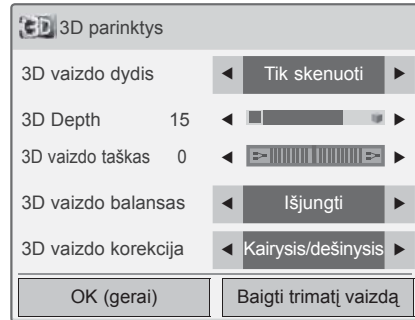 3D 3D parinktys
3D vaizdo dydis ◄ Tik skenuoti ►
3D Depth 15 ◄ ►
3D vaizdo taškas 0 ◄ ►
3D vaizdo balansas ◄ Išjungti ►
3D vaizdo korekcija ◄ Kairysis/dešinysis ►
OK (gerai) Baigti trimatį vaizdą